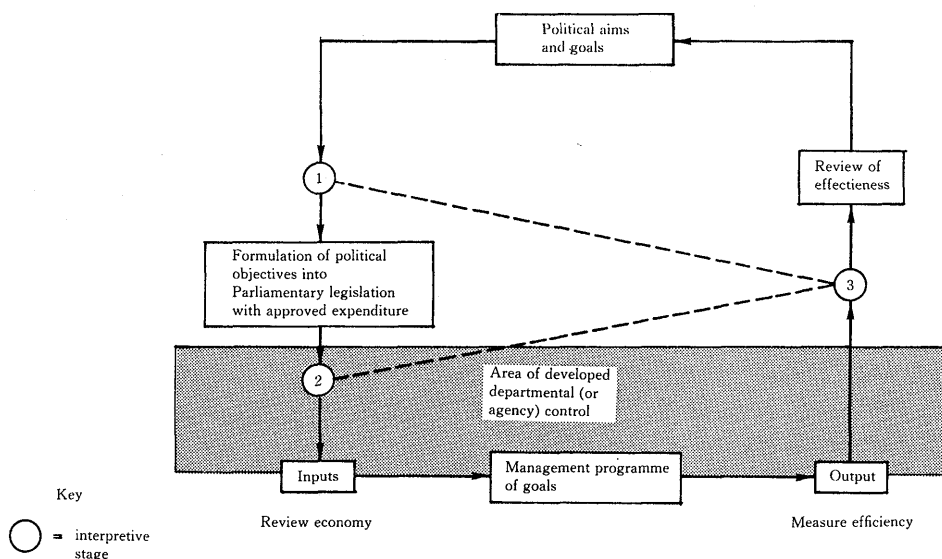 Political aims
and goals
1
Review of
effectieness
Formulation of political
objectives into
Parliamentary legislation
with approved expenditure
3
2
Area of developed
departmental (or
agency) control
Inputs
Management programme
of goals
Output
Key
Review economy
Measure efficiency
= interpretive
stage